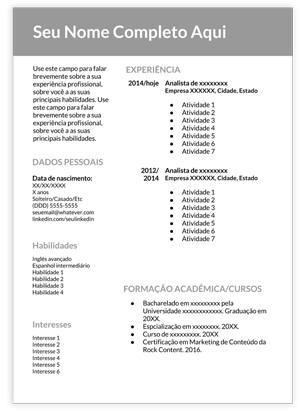 Seu Nome Completo Aqui
Use este campo para falar
brevemente sobre a sua
experiência profissional,
sobre você a as suas
principais habilidades. Use
este campo para falar
brevemente sobre a sua
experiência profissional,
sobre você a as suas
principais habilidades.
DADOS PESSOAIS
Data de nascimento:
XX/XX/XXXX
X anos
Solteiro/Casado/Etc
(DDD) 5555-5555
seuemail@whatever.com
linkedin.com/seulinkedin
Habilidades
Inglês avançado
Espanhol intermediário
Habilidade 1
Habilidade 2
Habilidade 3
Habilidade 4
Interesses
Interesse 1
Interesse 2
Interesse 3
Interesse 4
Interesse 5
Interesse 6
EXPERIÊNCIA
2014/hoje Analista de xxxxxxxx
Empresa XXXXXX, Cidade, Estado
● Atividade 1
● Atividade 2
● Atividade 3
● Atividade 4
● Atividade 5
● Atividade 6
● Atividade 7
2012/ Analista de xxxxxxxx
2014 Empresa XXXXXX, Cidade, Estado
● Atividade 1
● Atividade 2
● Atividade 3
● Atividade 4
● Atividade 5
● Atividade 6
● Atividade 7
FORMAÇÃO ACADÊMICA/CURSOS
● Bacharelado em xxxxxxxxx pela
Universidade xxxxxxxxxxxx. Graduação em
20XX.
● Espcialização em xxxxxxxx. 20XX.
● Curso de xxxxxxxxx. 20XX
● Certificação em Marketing de Conteúdo da
Rock Content. 2016.